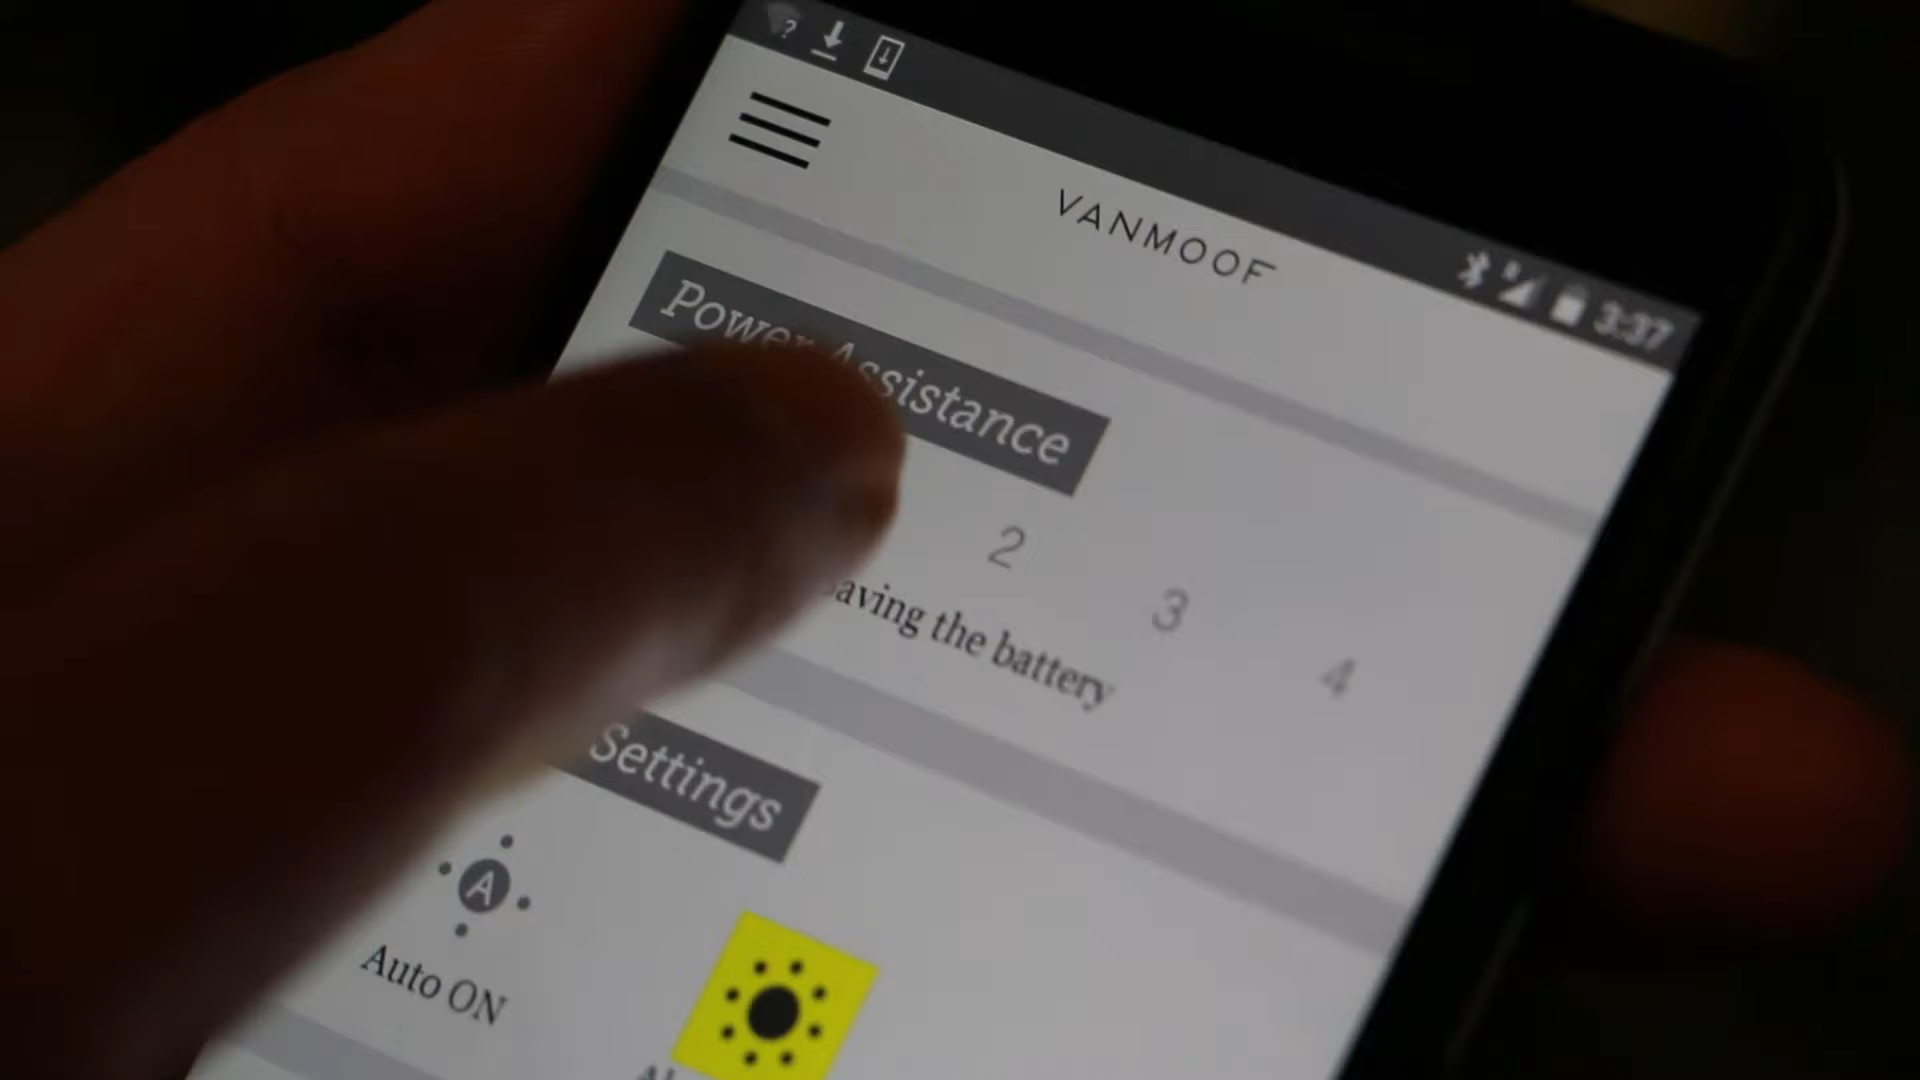 3:37
VANMOOF
Power Assistance
2 3 4
aving the battery
Settings
A
Auto ON